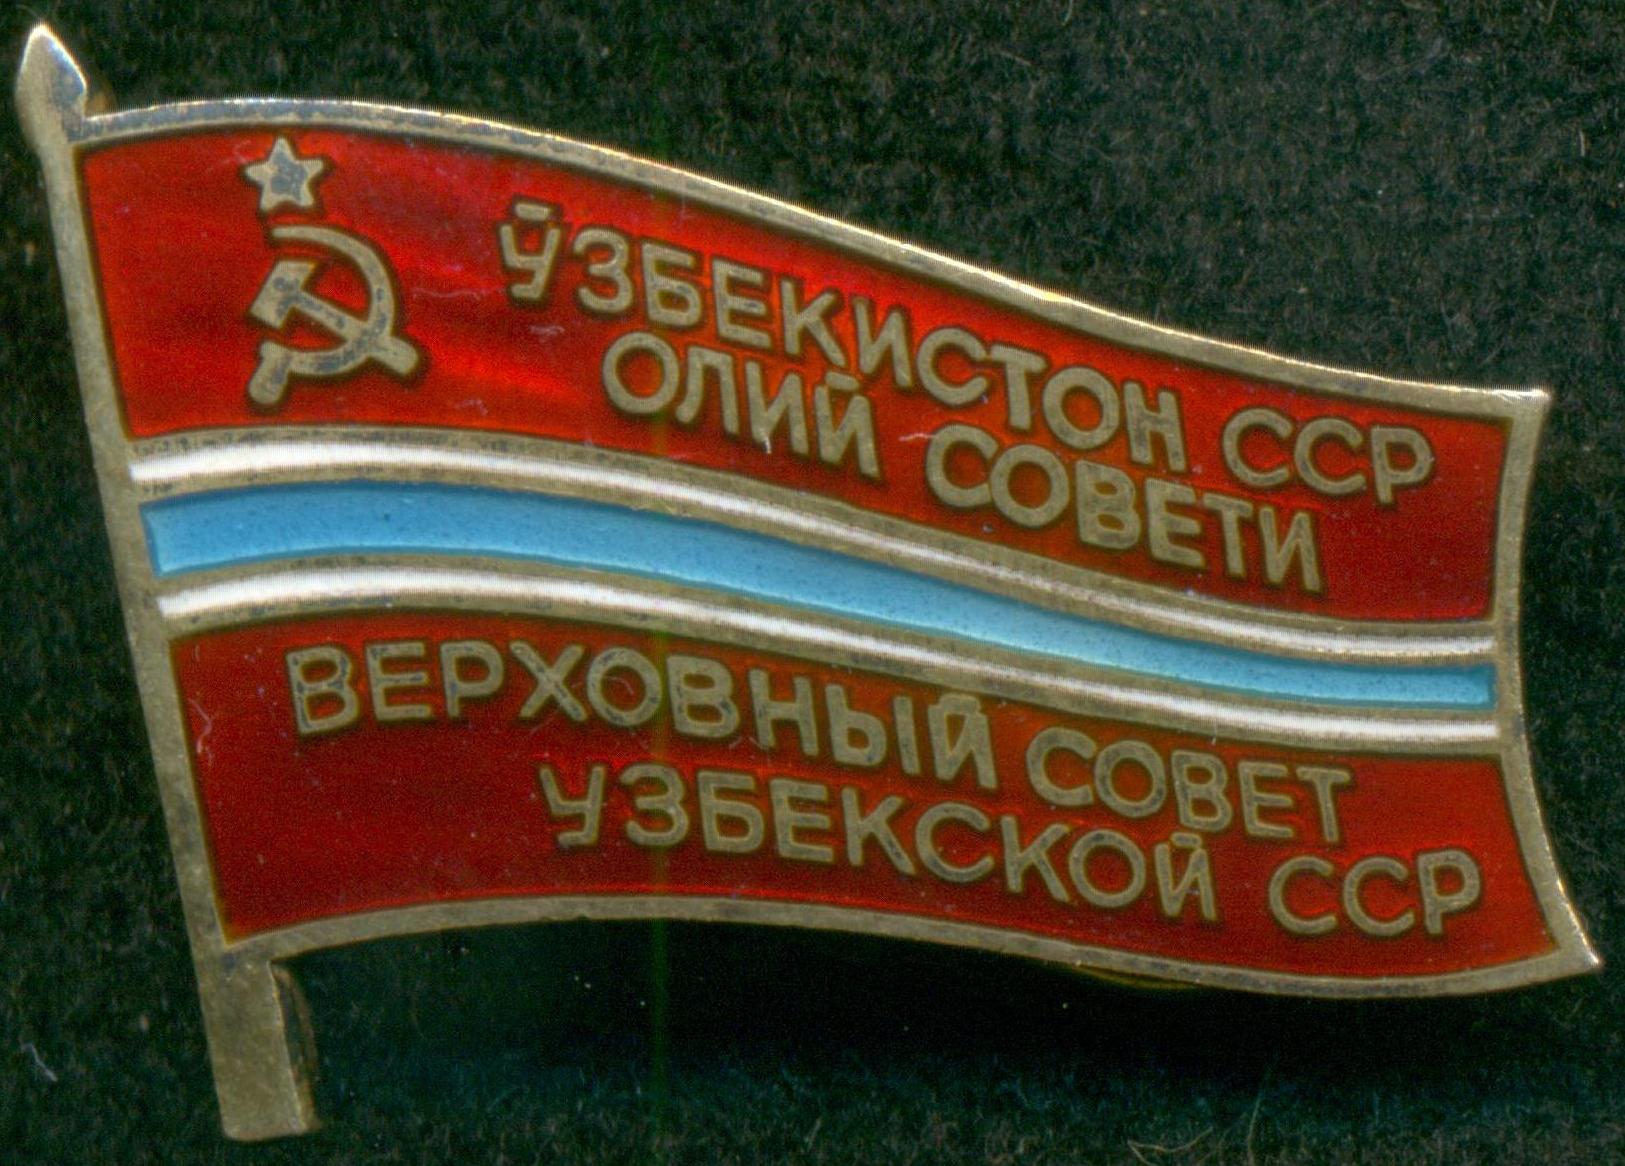 ЎЗБЕКИСТОН ССР
ОЛИЙ СОВЕТИ
ВЕРХОВНЫЙ СОВЕТ
УЗБЕКСКОЙ ССР